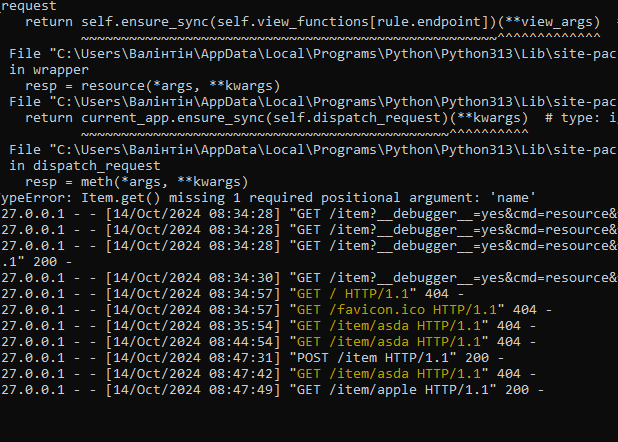 _request
return self.ensure_sync(self.view_functions[rule.endpoint])(**view_args) #
~~~~~~~~~~~~~~~~~~~~~~~~~~~~~~~~~~~~~~~~~~~~~~~~~~~~~^^^^^^^^^^^^^
File "C:\Users\Валінтін\AppData\Local\Programs\Python\Python313\Lib\site-pac
in wrapper
resp = resource(*args, **kwargs)
File "C:\Users\Валінтін\AppData\Local\Programs\Python\Python313\Lib\site-pac
return current_app.ensure_sync(self.dispatch_request)(**kwargs) # type: i
~~~~~~~~~~~~~~~~~~~~~~~~~~~~~~~~~~~~~~~~~~~~~~~^^^^^^^^^^
File "C:\Users\Валінтін\AppData\Local\Programs\Python\Python313\Lib\site-pac
in dispatch_request
resp = meth(*args, **kwargs)
TypeError: Item.get() missing 1 required positional argument: 'name'
27.0.0.1 - - [14/Oct/2024 08:34:28] "GET /item?__debugger__=yes&cmd=resource&
27.0.0.1 - - [14/Oct/2024 08:34:28] "GET /item?__debugger__=yes&cmd=resource&
27.0.0.1 - - [14/Oct/2024 08:34:28] "GET /item?__debugger__=yes&cmd=resource&
.1" 200 -
27.0.0.1 - - [14/Oct/2024 08:34:30] "GET /item?__debugger__=yes&cmd=resource&
27.0.0.1 - - [14/Oct/2024 08:34:57] "GET / HTTP/1.1" 404 -
27.0.0.1 - - [14/Oct/2024 08:34:57] "GET /favicon.ico HTTP/1.1" 404 -
27.0.0.1 - - [14/Oct/2024 08:35:54] "GET /item/asda HTTP/1.1" 404 -
27.0.0.1 - - [14/Oct/2024 08:44:54] "GET /item/asda HTTP/1.1" 404 -
27.0.0.1 - - [14/Oct/2024 08:47:31] "POST /item HTTP/1.1" 200 -
27.0.0.1 - - [14/Oct/2024 08:47:42] "GET /item/asda HTTP/1.1" 404 -
27.0.0.1 - - [14/Oct/2024 08:47:49] "GET /item/apple HTTP/1.1" 200 -